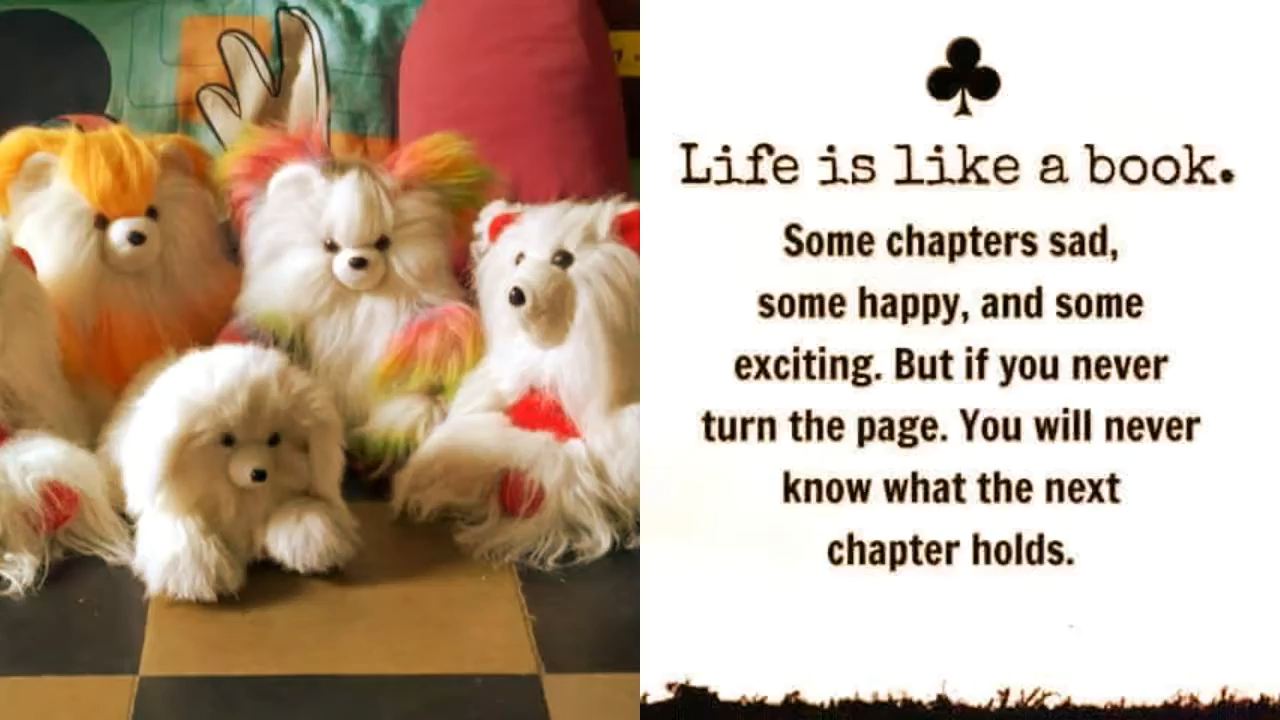 Life is like a book.
Some chapters sad,
some happy, and some
exciting. But if you never
turn the page. You will never
know what the next
chapter holds.